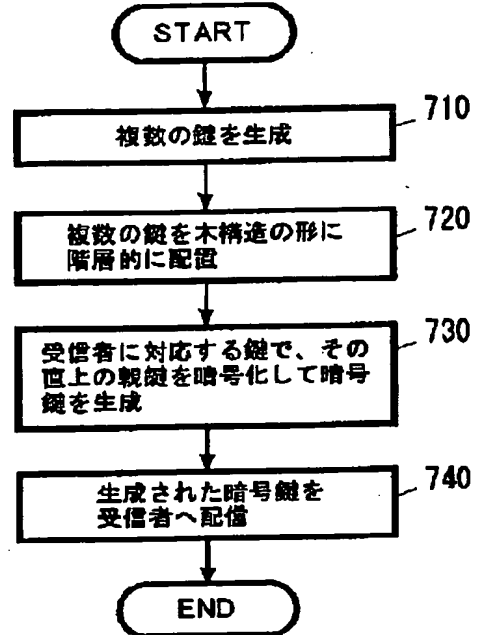 START
複数の鍵を生成
710
複数の鍵を木構造の形に
階層的に配置
720
受信者に対応する鍵で、その
直上の親鍵を暗号化して暗号
鍵を生成
730
生成された暗号鍵を
受信者へ配信
740
END